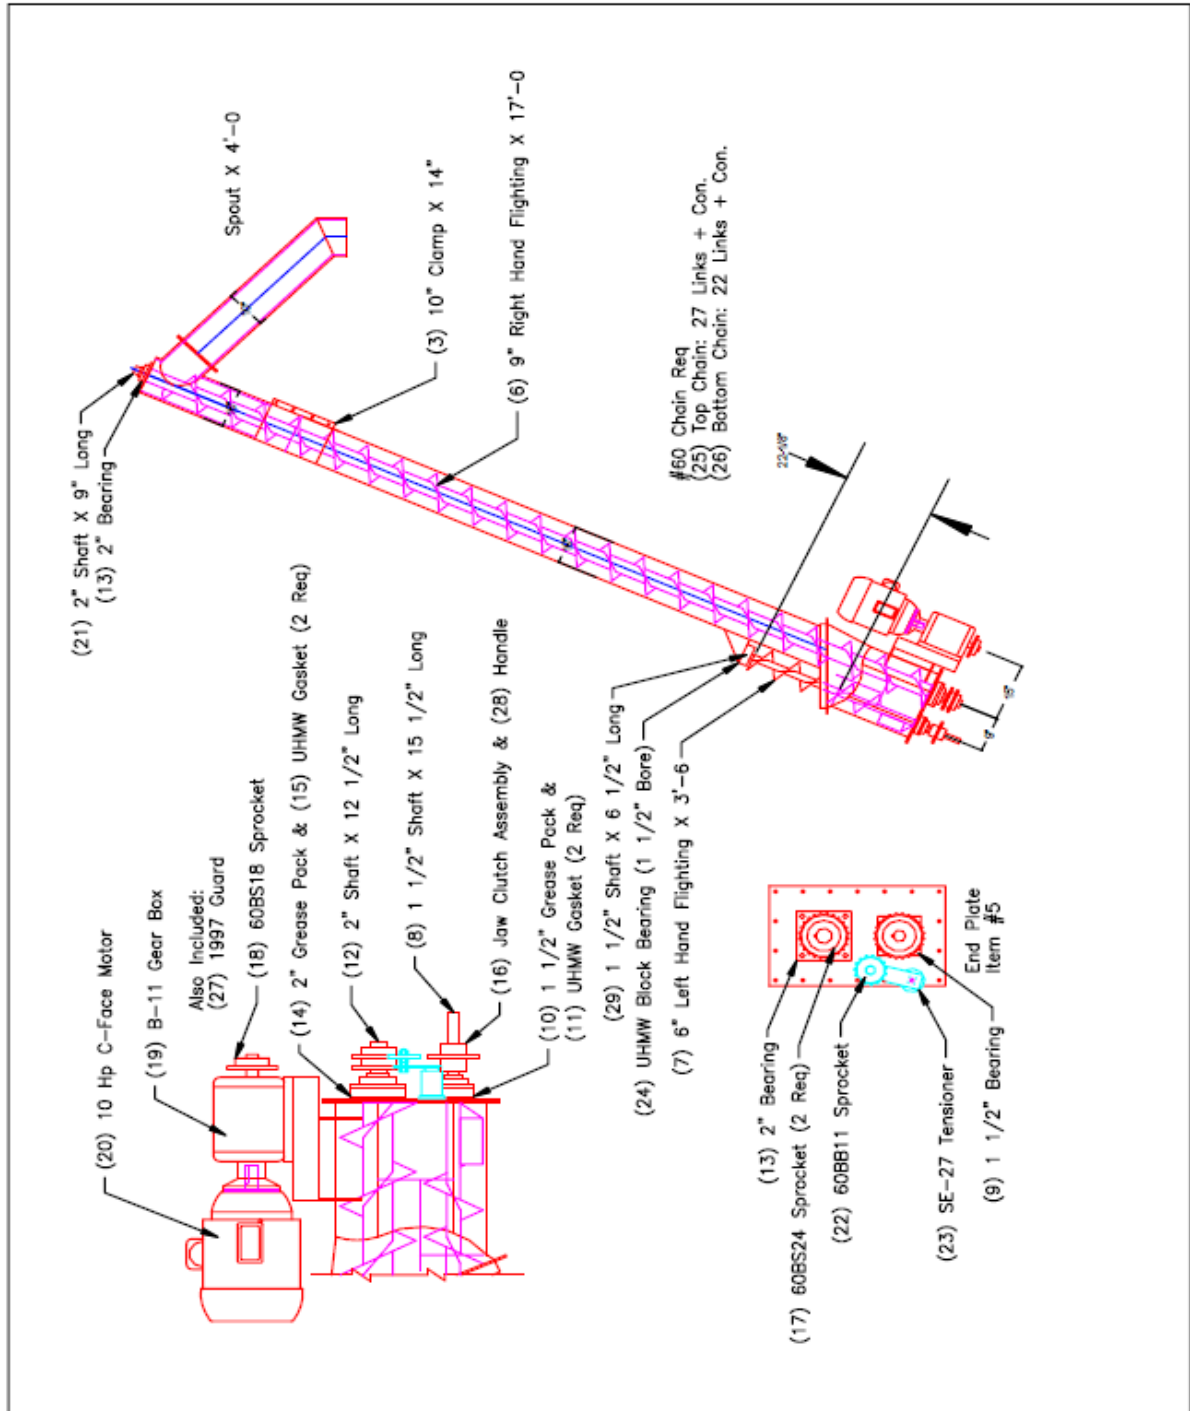 (20) 10 Hp C-Face Motor
(19) B-11 Gear Box
Also Included:
(27) 1997 Guard
(18) 60BS18 Sprocket
(14) 2" Grease Pack & (15) UHMW Gasket (2 Req)
(12) 2" Shaft X 12 1/2" Long
(8) 1 1/2" Shaft X 15 1/2" Long
(16) Jaw Clutch Assembly & (28) Handle
(10) 1 1/2" Grease Pack &
(11) UHMW Gasket (2 Req)
(21) 2" Shaft X 9" Long
(13) 2" Bearing
Spout X 4'-0
(3) 10" Clamp X 14"
(6) 9" Right Hand Flighting X 17'-0
#60 Chain Req
(25) Top Chain: 27 Links + Con.
(26) Bottom Chain: 22 Links + Con.
(29) 1 1/2" Shaft X 6 1/2" Long
(24) UHMW Block Bearing (1 1/2" Bore)
(7) 6" Left Hand Flighting X 3'-6
(13) 2" Bearing
(17) 60BS24 Sprocket (2 Req)
(22) 60BB11 Sprocket
(23) SE-27 Tensioner
(9) 1 1/2" Bearing
End Plate
Item #5